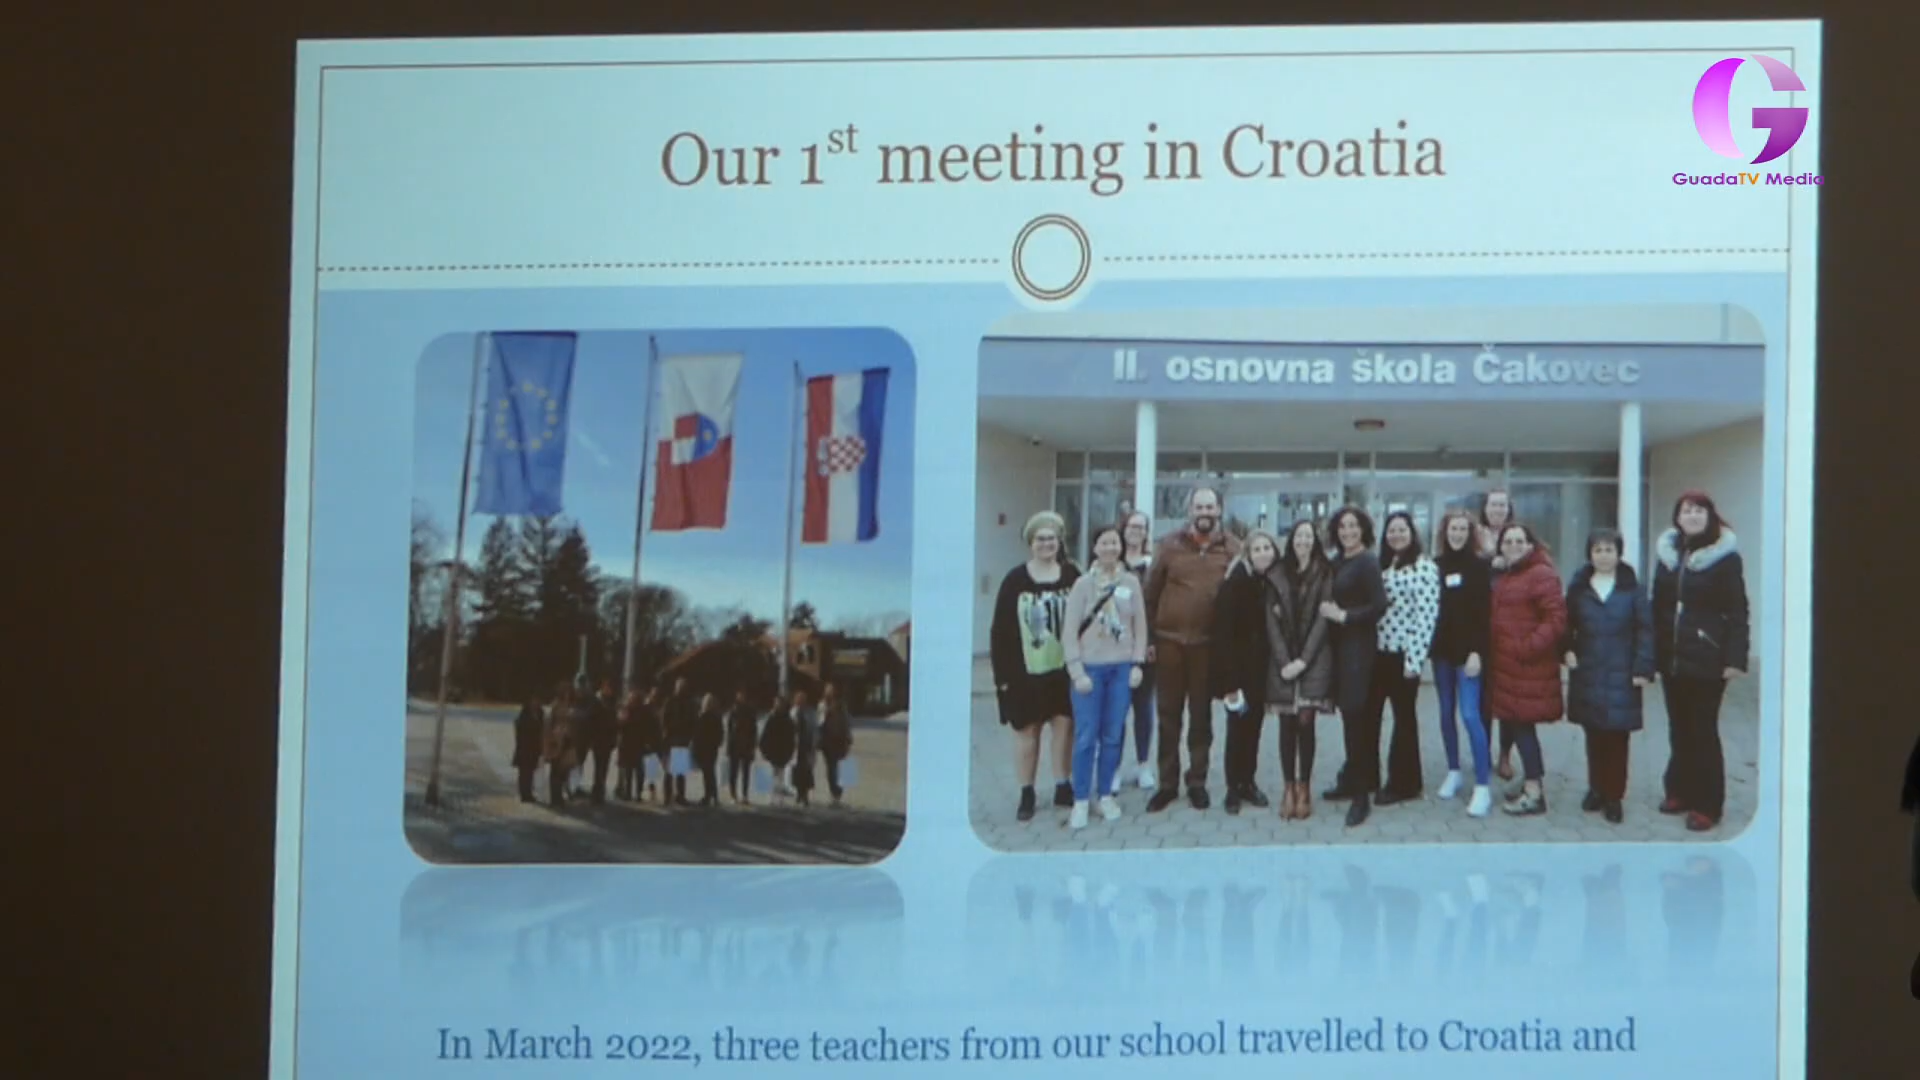 Our 1st meeting in Croatia
GuadaTV Media
II. osnovna škola Čakovec
In March 2022, three teachers from our school travelled to Croatia and